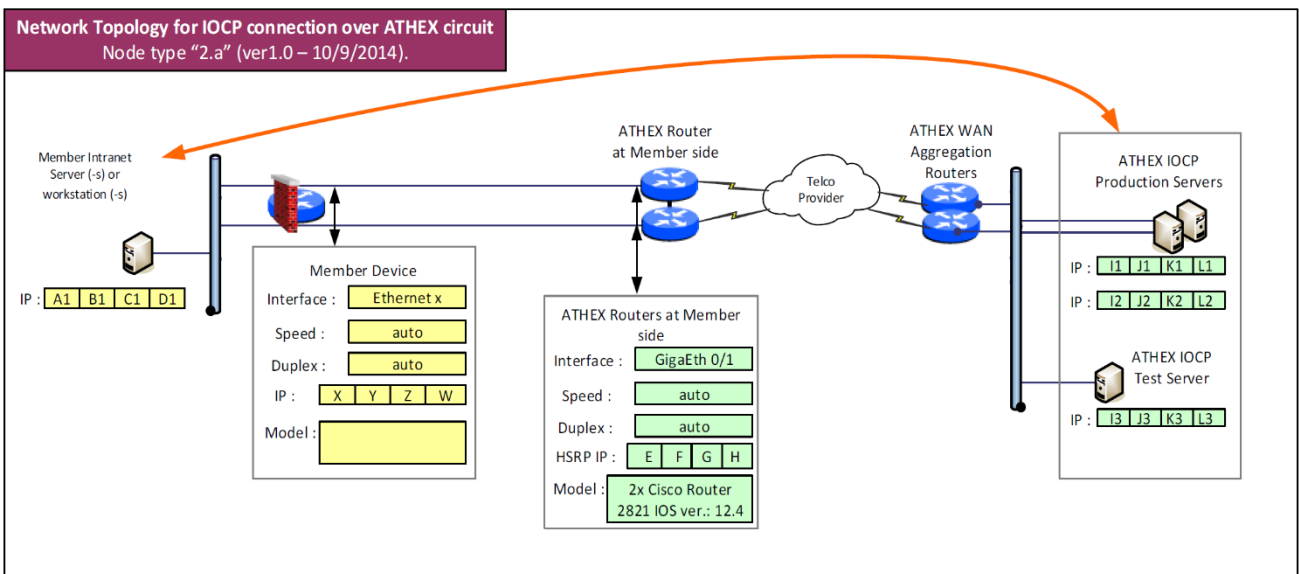 Network Topology for IOCP connection over ATHEX circuit
Node type “2.a” (ver1.0 – 10/9/2014).
Member Intranet
Server (-s) or
workstation (-s)
IP : A1 B1 C1 D1
Member Device
Interface : Ethernet x
Speed : auto
Duplex : auto
IP : X Y Z W
Model :
ATHEX Router
at Member side
ATHEX Routers at Member
side
Interface : GigaEth 0/1
Speed : auto
Duplex : auto
HSRP IP : E F G H
Model : 2x Cisco Router
2821 IOS ver.: 12.4
Telco
Provider
ATHEX WAN
Aggregation
Routers
ATHEX IOCP
Production Servers
IP : I1 J1 K1 L1
IP : I2 J2 K2 L2
ATHEX IOCP
Test Server
IP : I3 J3 K3 L3